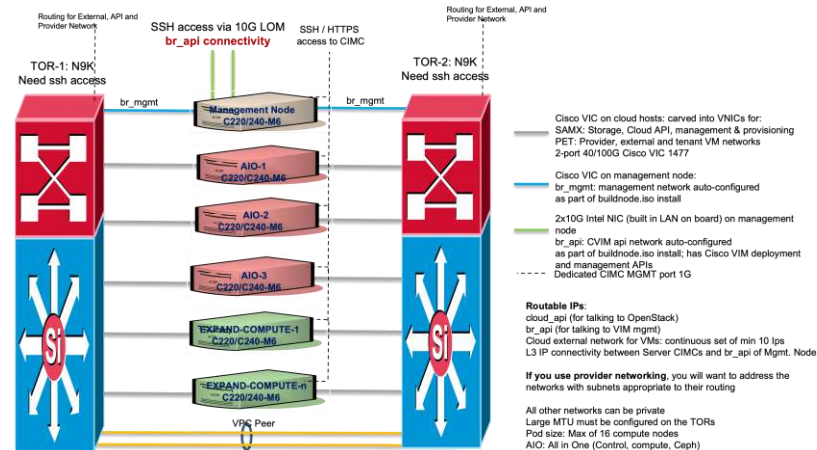 Routing for External, API and
Provider Network
SSH access via 10G LOM
br_api connectivity
SSH / HTTPS
access to CIMC
Routing for External, API and
Provider Network
TOR-1: N9K
Need ssh access
TOR-2: N9K
Need ssh access
br_mgmt
br_mgmt
Management Node
C220/240-M6
AIO-1
C220/C240-M6
AIO-2
C220/C240-M6
AIO-3
C220/C240-M6
EXPAND-COMPUTE-1
C220/C240-M6
EXPAND-COMPUTE-n
C220/240-M6
Si
Si
VPC Peer
Cisco VIC on cloud hosts: carved into VNICs for:
SAMX: Storage, Cloud API, management & provisioning
PET: Provider, external and tenant VM networks
2-port 40/100G Cisco VIC 1477
Cisco VIC on management node:
br_mgmt: management network auto-configured
as part of buildnode.iso install
2x10G Intel NIC (built in LAN on board) on management
node
br_api: CVIM api network auto-configured
as part of buildnode.iso install; has Cisco VIM deployment
and management APIs
Dedicated CIMC MGMT port 1G
Routable IPs:
cloud_api (for talking to OpenStack)
br_api (for talking to VIM mgmt)
Cloud external network for VMs: continuous set of min 10 Ips
L3 IP connectivity between Server CIMCs and br_api of Mgmt. Node
If you use provider networking, you will want to address the
networks with subnets appropriate to their routing
All other networks can be private
Large MTU must be configured on the TORs
Pod size: Max of 16 compute nodes
AIO: All in One (Control, compute, Ceph)